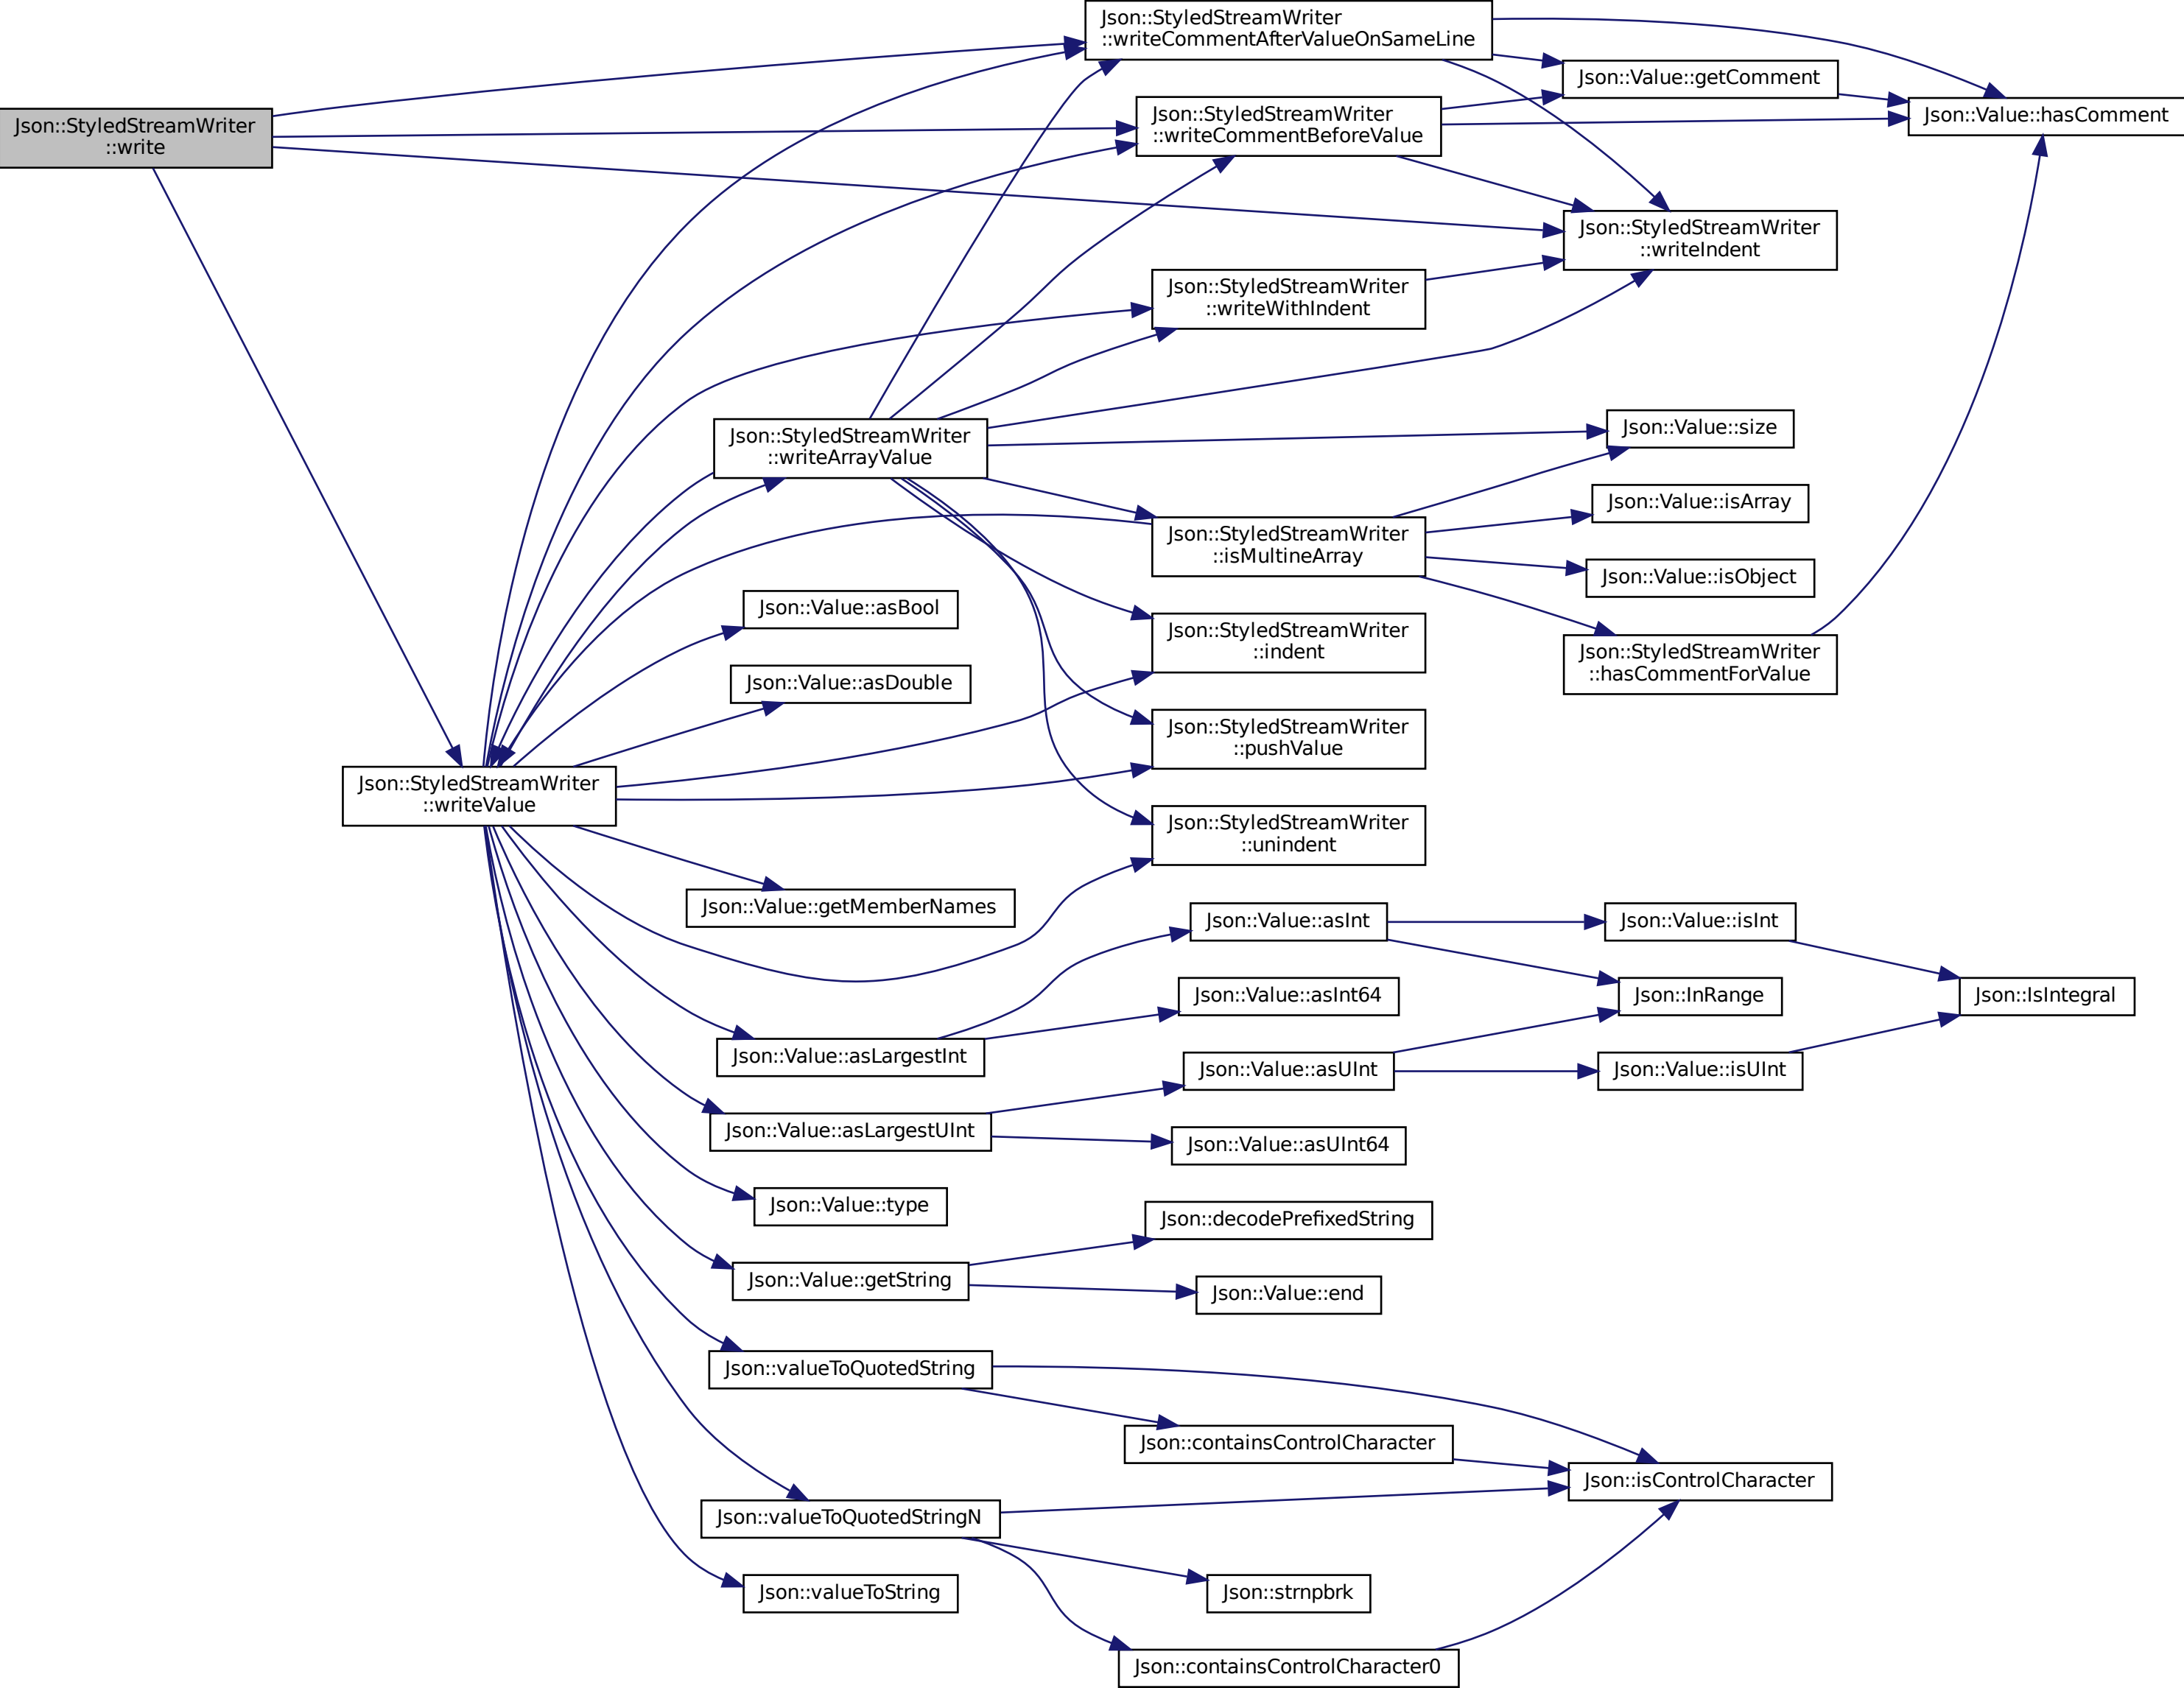 Json::StyledStreamWriter
::write
Json::StyledStreamWriter
::writeCommentAfterValueOnSameLine
Json::Value::getComment
Json::Value::hasComment
Json::StyledStreamWriter
::writeCommentBeforeValue
Json::StyledStreamWriter
::writeIndent
Json::StyledStreamWriter
::writeWithIndent
Json::StyledStreamWriter
::writeArrayValue
Json::Value::size
Json::Value::isArray
Json::StyledStreamWriter
::isMultineArray
Json::Value::isObject
Json::Value::asBool
Json::StyledStreamWriter
::indent
Json::StyledStreamWriter
::hasCommentForValue
Json::Value::asDouble
Json::StyledStreamWriter
::pushValue
Json::StyledStreamWriter
::writeValue
Json::StyledStreamWriter
::unindent
Json::Value::getMemberNames
Json::Value::asInt
Json::Value::isInt
Json::Value::asInt64
Json::InRange
Json::IsIntegral
Json::Value::asLargestInt
Json::Value::asUInt
Json::Value::isUInt
Json::Value::asLargestUInt
Json::Value::asUInt64
Json::Value::type
Json::decodePrefixedString
Json::Value::getString
Json::Value::end
Json::valueToQuotedString
Json::containsControlCharacter
Json::isControlCharacter
Json::valueToQuotedStringN
Json::valueToString
Json::strnpbrk
Json::containsControlCharacter0